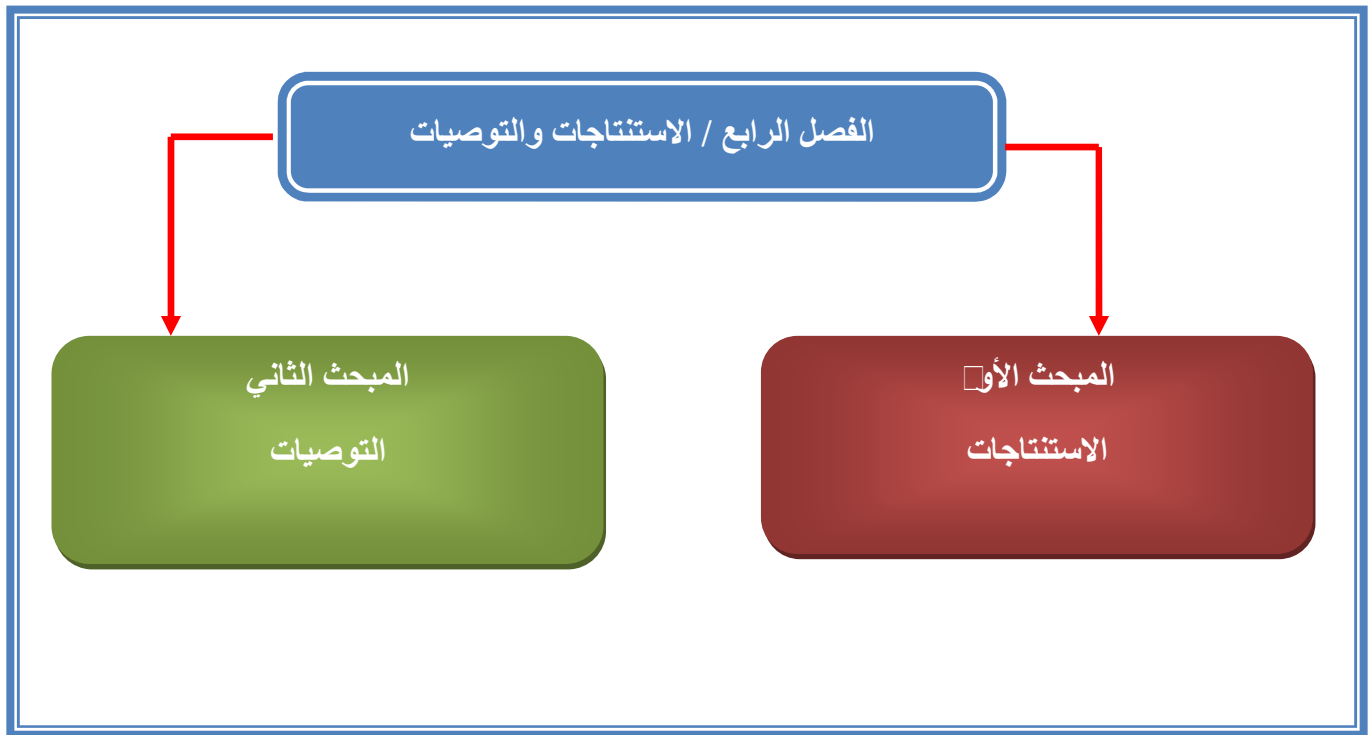 الفصل الرابع / الاستنتاجات والتوصيات
المبحث الأو
الاستنتاجات
المبحث الثاني
التوصيات